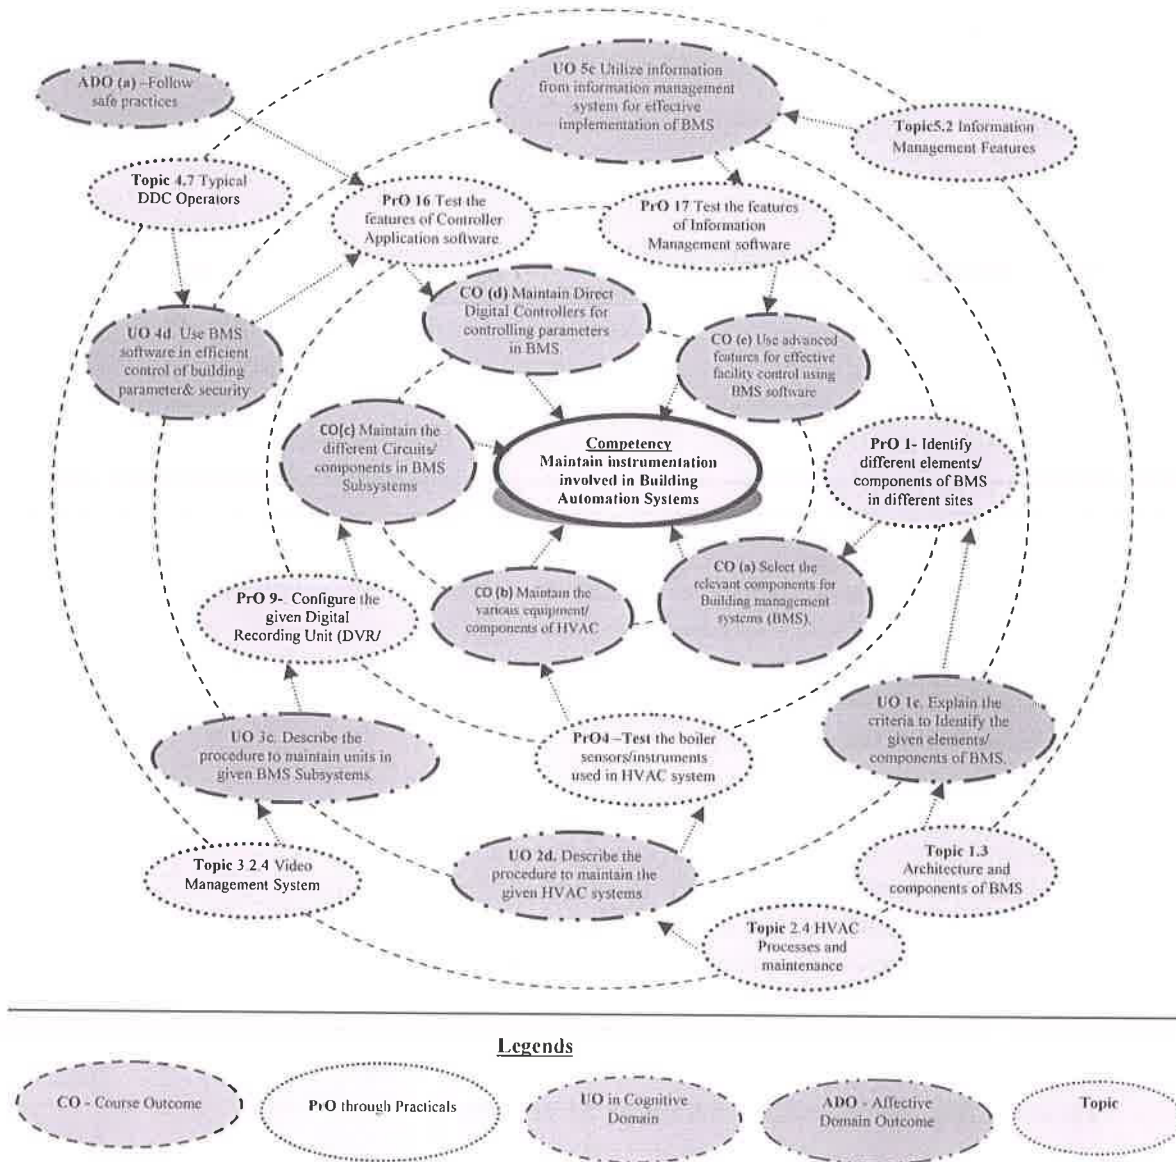 ADO (a) –Follow
safe practices
UO 5c Utilize information
from information management
system for effective
implementation of BMS
Topic5.2 Information
Management Features
Topic 4.7 Typical
DDC Operators
PrO 16 Test the
features of Controller
Application software.
PrO 17 Test the features
of Information
Management software
CO (d) Maintain Direct
Digital Controllers for
controlling parameters
in BMS.
UO 4d. Use BMS
software in efficient
control of building
parameter& security
CO (e) Use advanced
features for effective
facility control using
BMS software
CO(c) Maintain the
different Circuits/
components in BMS
Subsystems
Competency
Maintain instrumentation
involved in Building
Automation Systems
PrO 1- Identify
different elements/
components of BMS
in different sites
CO (a) Select the
relevant components for
Building management
systems (BMS).
CO (b) Maintain the
various equipment/
components of HVAC
PrO 9-. Configure the
given Digital
Recording Unit (DVR/
UO 1c. Explain the
criteria to Identify the
given elements/
components of BMS.
UO 3c. Describe the
procedure to maintain units in
given BMS Subsystems.
PrO4 –Test the boiler
sensors/instruments
used in HVAC system
Topic 3.2.4 Video
Management System
UO 2d. Describe the
procedure to maintain the
given HVAC systems.
Topic 1.3
Architecture and
components of BMS
Topic 2.4 HVAC
Processes and
maintenance
Legends
CO - Course Outcome
PrO through Practicals
UO in Cognitive
Domain
ADO - Affective
Domain Outcome
Topic